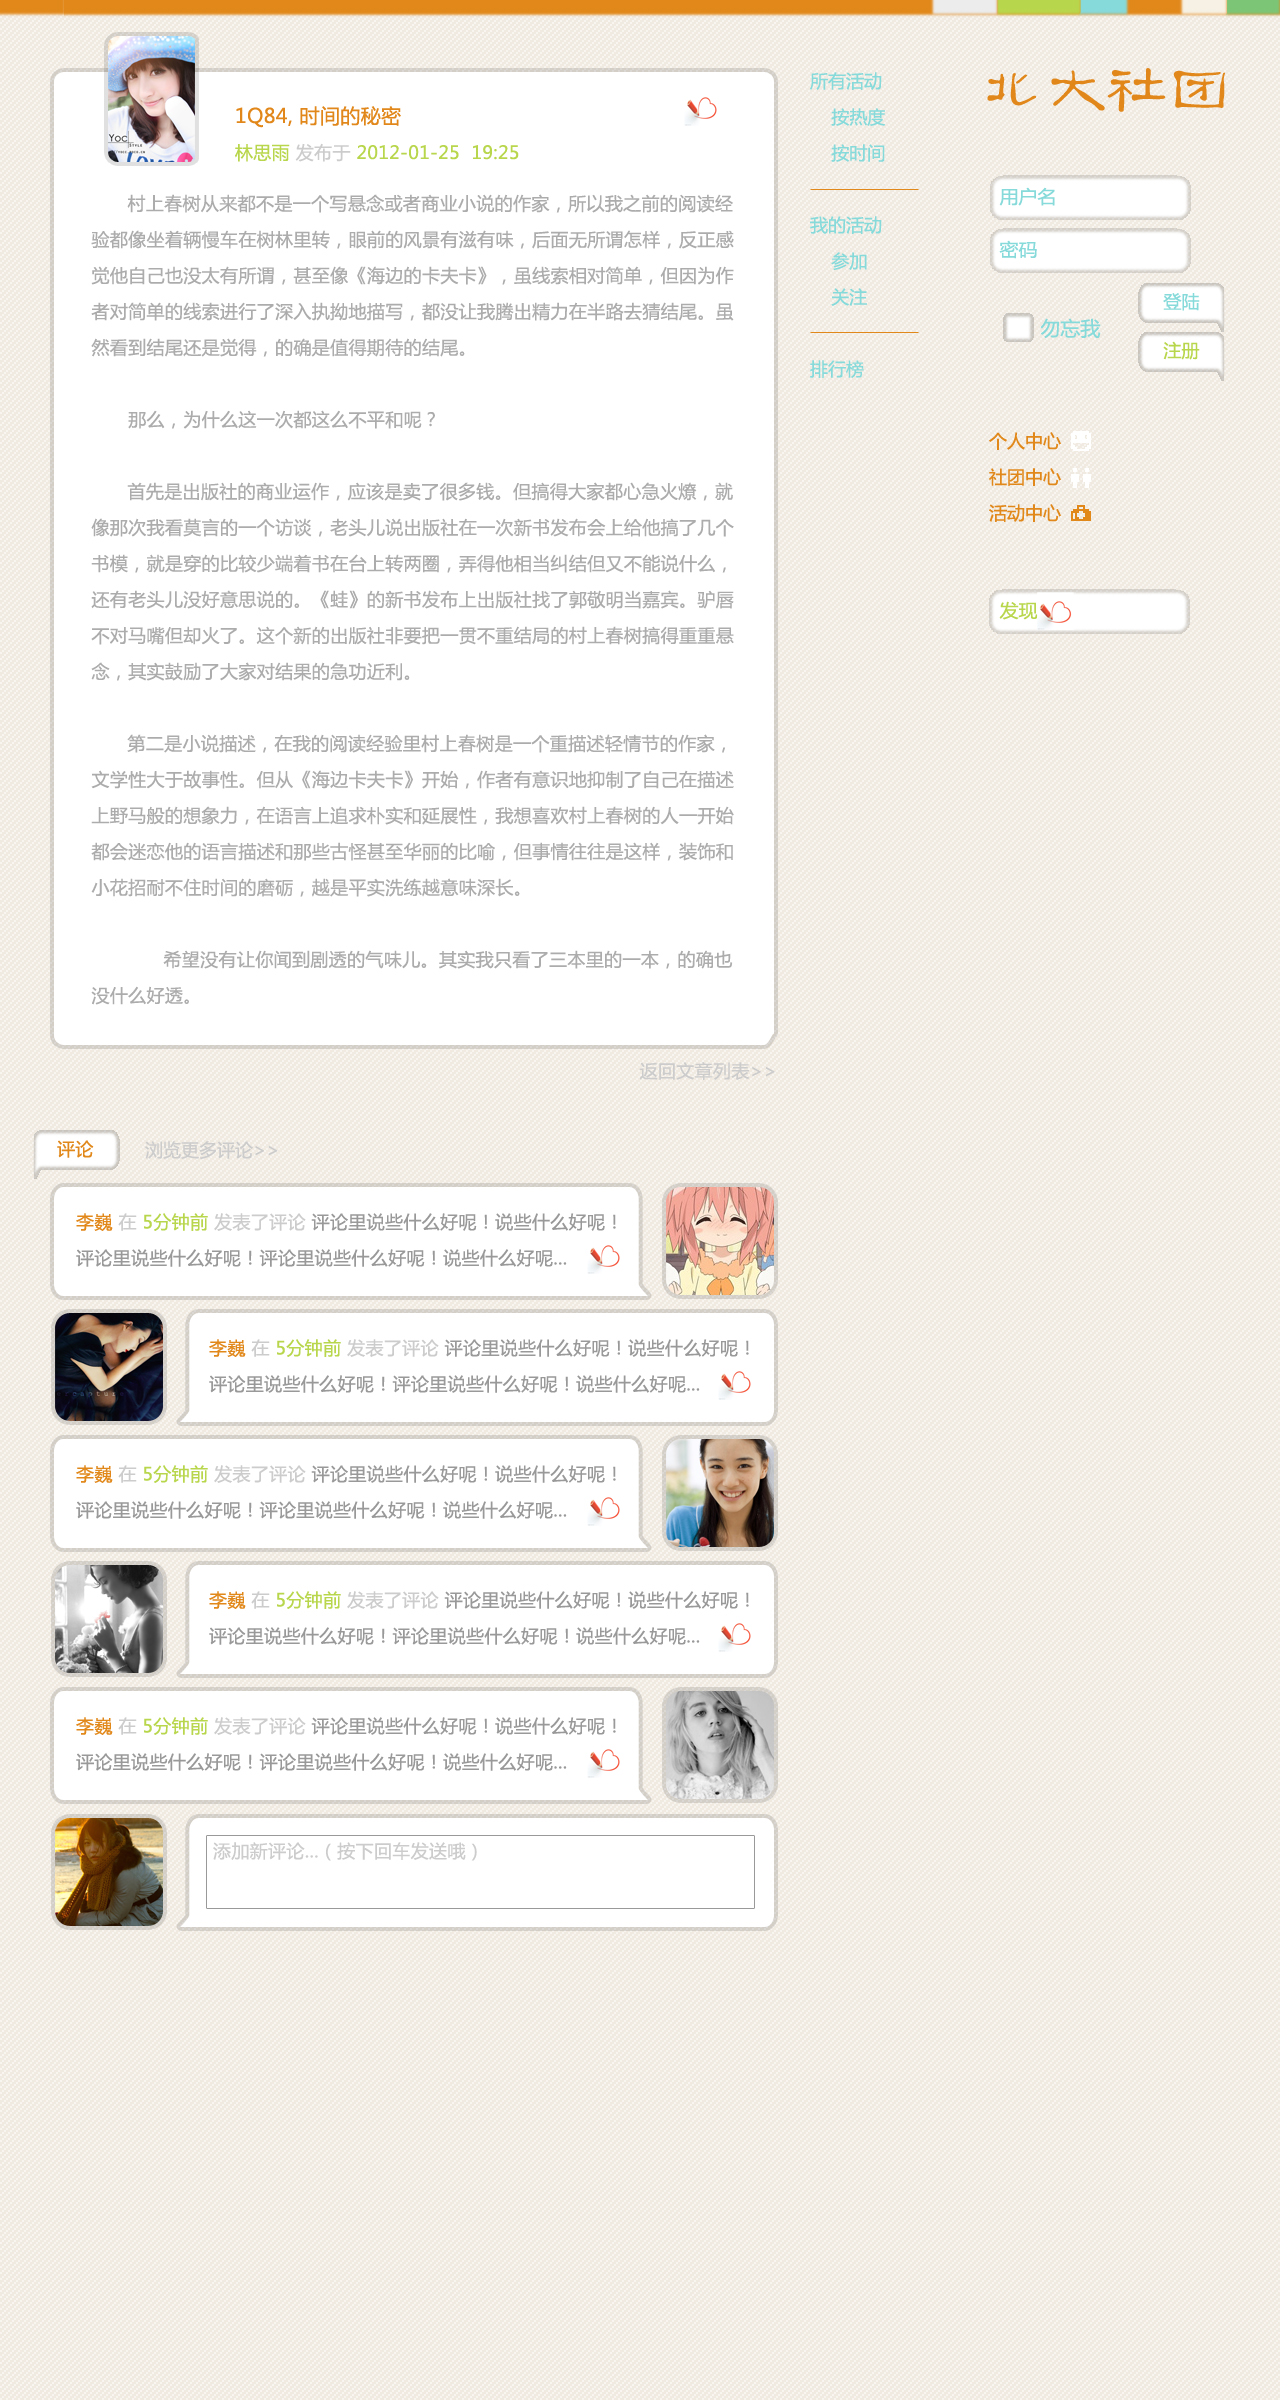 1Q84, 时间的秘密
林思雨 发布于 2012-01-25 19:25
村上春树从来都不是一个写悬念或者商业小说的作家，所以我之前的阅读经
验都像坐着辆慢车在树林里转，眼前的风景有滋有味，后面无所谓怎样，反正感
觉他自己也没太有所谓，甚至像《海边的卡夫卡》，虽线索相对简单，但因为作
者对简单的线索进行了深入执拗地描写，都没让我腾出精力在半路去猜结尾。虽
然看到结尾还是觉得，的确是值得期待的结尾。
那么，为什么这一次都这么不平和呢？
首先是出版社的商业运作，应该是卖了很多钱。但搞得大家都心急火燎，就
像那次我看莫言的一个访谈，老头儿说出版社在一次新书发布会上给他搞了几个
书模，就是穿的比较少端着书在台上转两圈，弄得他相当纠结但又不能说什么，
还有老头儿没好意思说的。《蛙》的新书发布上出版社找了郭敬明当嘉宾。驴唇
不对马嘴但却火了。这个新的出版社非要把一贯不重结局的村上春树搞得重重悬
念，其实鼓励了大家对结果的急功近利。
第二是小说描述，在我的阅读经验里村上春树是一个重描述轻情节的作家，
文学性大于故事性。但从《海边卡夫卡》开始，作者有意识地抑制了自己在描述
上野马般的想象力，在语言上追求朴实和延展性，我想喜欢村上春树的人一开始
都会迷恋他的语言描述和那些古怪甚至华丽的比喻，但事情往往是这样，装饰和
小花招耐不住时间的磨砺，越是平实洗练越意味深长。
希望没有让你闻到剧透的气味儿。其实我只看了三本里的一本，的确也
没什么好透。
返回文章列表>>
评论 浏览更多评论>>
李巍 在 5分钟前 发表了评论 评论里说些什么好呢！说些什么好呢！
评论里说些什么好呢！评论里说些什么好呢！说些什么好呢...
李巍 在 5分钟前 发表了评论 评论里说些什么好呢！说些什么好呢！
评论里说些什么好呢！评论里说些什么好呢！说些什么好呢...
李巍 在 5分钟前 发表了评论 评论里说些什么好呢！说些什么好呢！
评论里说些什么好呢！评论里说些什么好呢！说些什么好呢...
李巍 在 5分钟前 发表了评论 评论里说些什么好呢！说些什么好呢！
评论里说些什么好呢！评论里说些什么好呢！说些什么好呢...
李巍 在 5分钟前 发表了评论 评论里说些什么好呢！说些什么好呢！
评论里说些什么好呢！评论里说些什么好呢！说些什么好呢...
添加新评论...（按下回车发送哦）
所有活动
按热度
按时间
我的活动
参加
关注
排行榜
北大社团
用户名
密码
登陆
勿忘我
注册
个人中心
社团中心
活动中心
发现